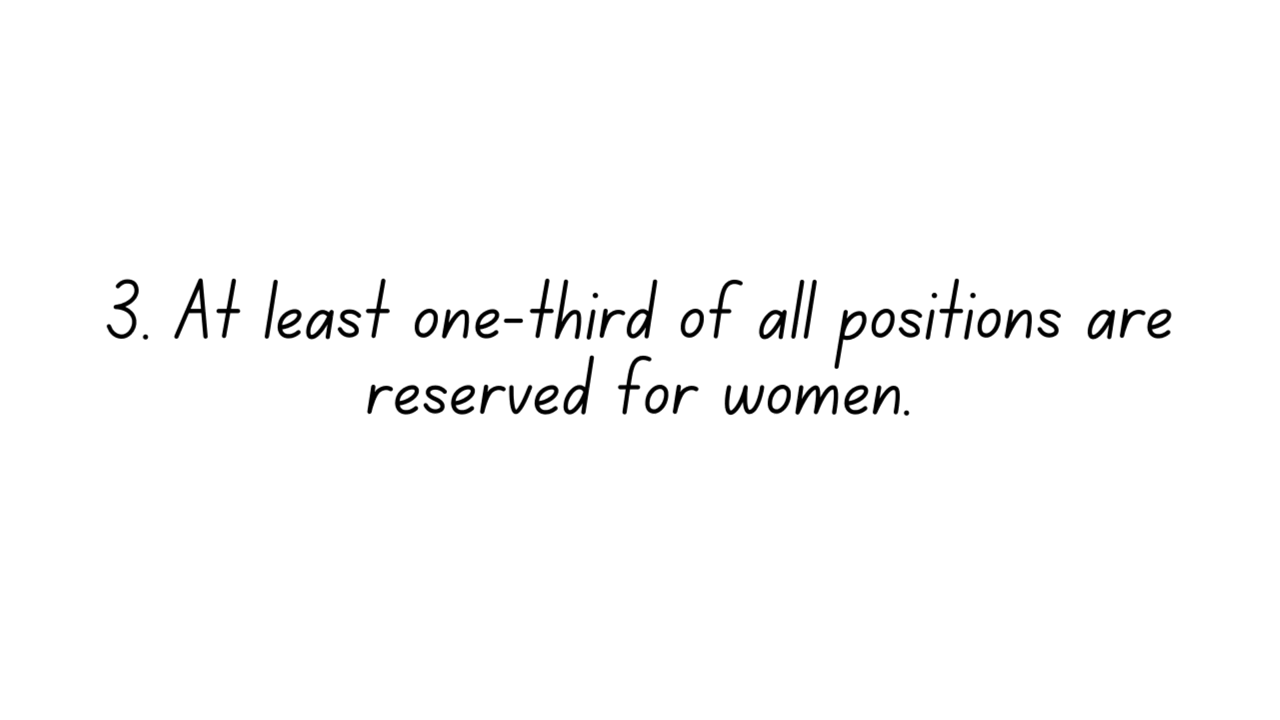 3. At least one-third of all positions are
reserved for women.